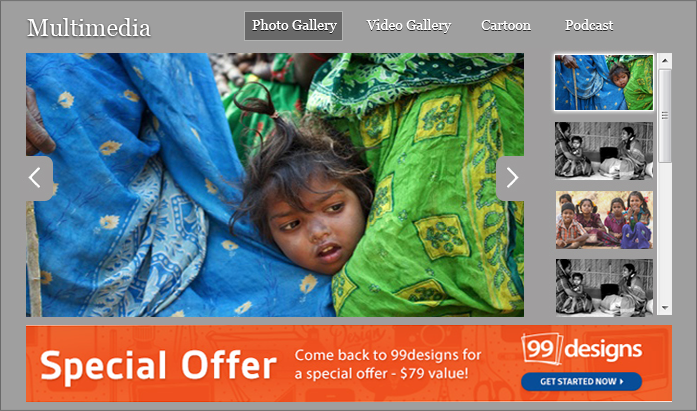 Multimedia
Photo Gallery
Video Gallery
Cartoon
Podcast
Special Offer
Come back to 99designs for
a special offer - $79 value!
99designs
GET STARTED NOW